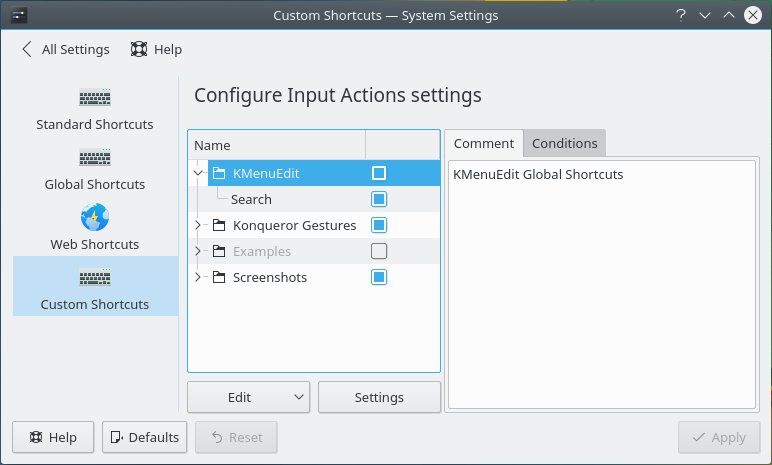 Custom Shortcuts — System Settings
All Settings
Help
Standard Shortcuts
Global Shortcuts
Web Shortcuts
Custom Shortcuts
Configure Input Actions settings
Name
KMenuEdit
Search
Konqueror Gestures
Examples
Screenshots
Edit
Settings
Comment
Conditions
KMenuEdit Global Shortcuts
Help
Defaults
Reset
Apply